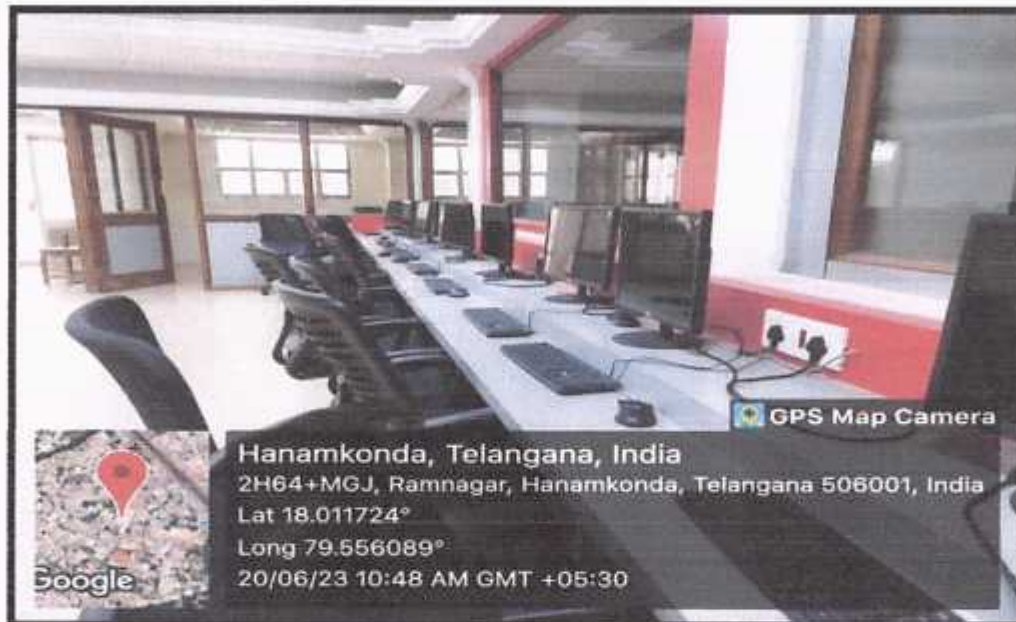 GPS Map Camera
Hanamkonda, Telangana, India
2H64+MGJ, Ramnagar, Hanamkonda, Telangana 506001, India
Lat 18.011724°
Long 79.556089°
20/06/23 10:48 AM GMT +05:30
Google